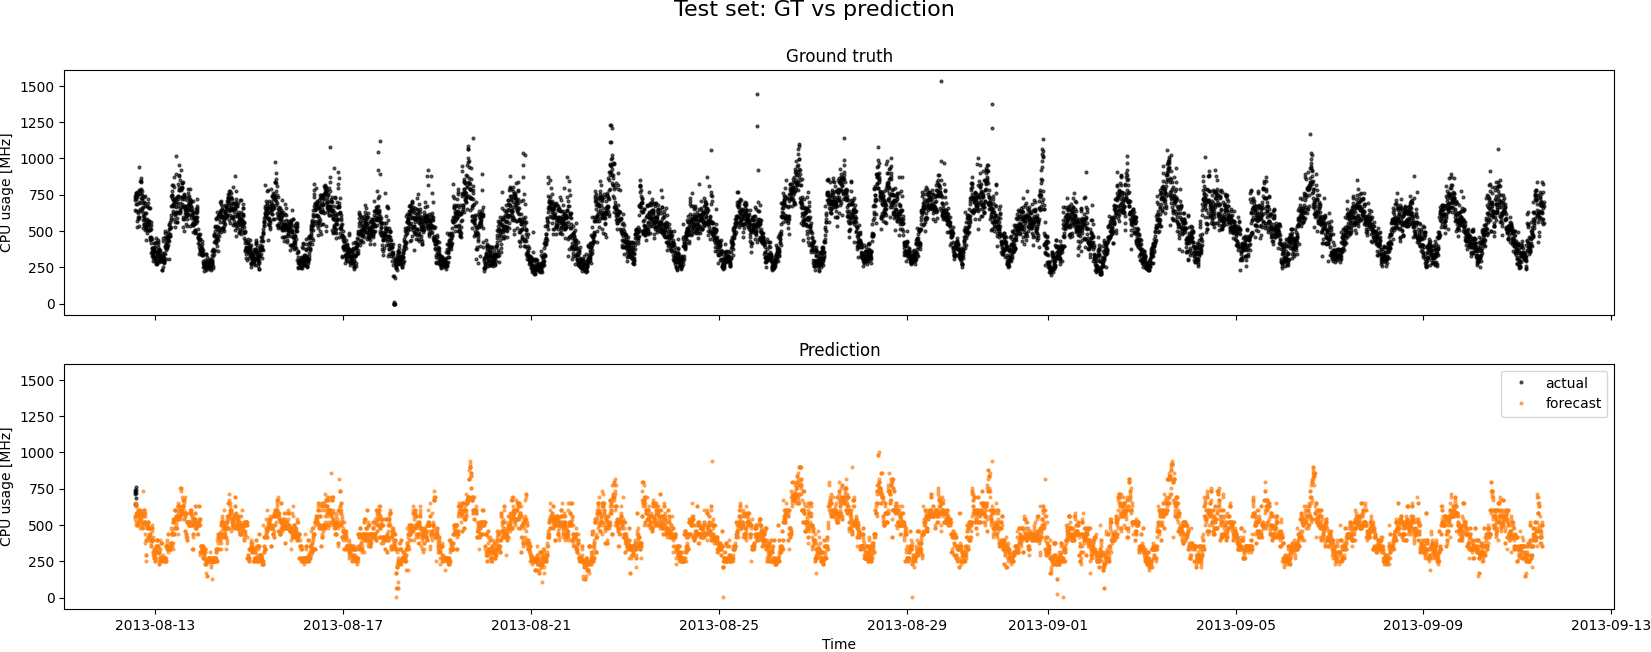 Test set: GT vs prediction
Ground truth
CPU usage [MHz]
1500
1250
1000
750
500
250
0
Prediction
CPU usage [MHz]
1500
1250
1000
750
500
250
0
actual
forecast
2013-08-13 2013-08-17 2013-08-21 2013-08-25 2013-08-29 2013-09-01 2013-09-05 2013-09-09 2013-09-13
Time